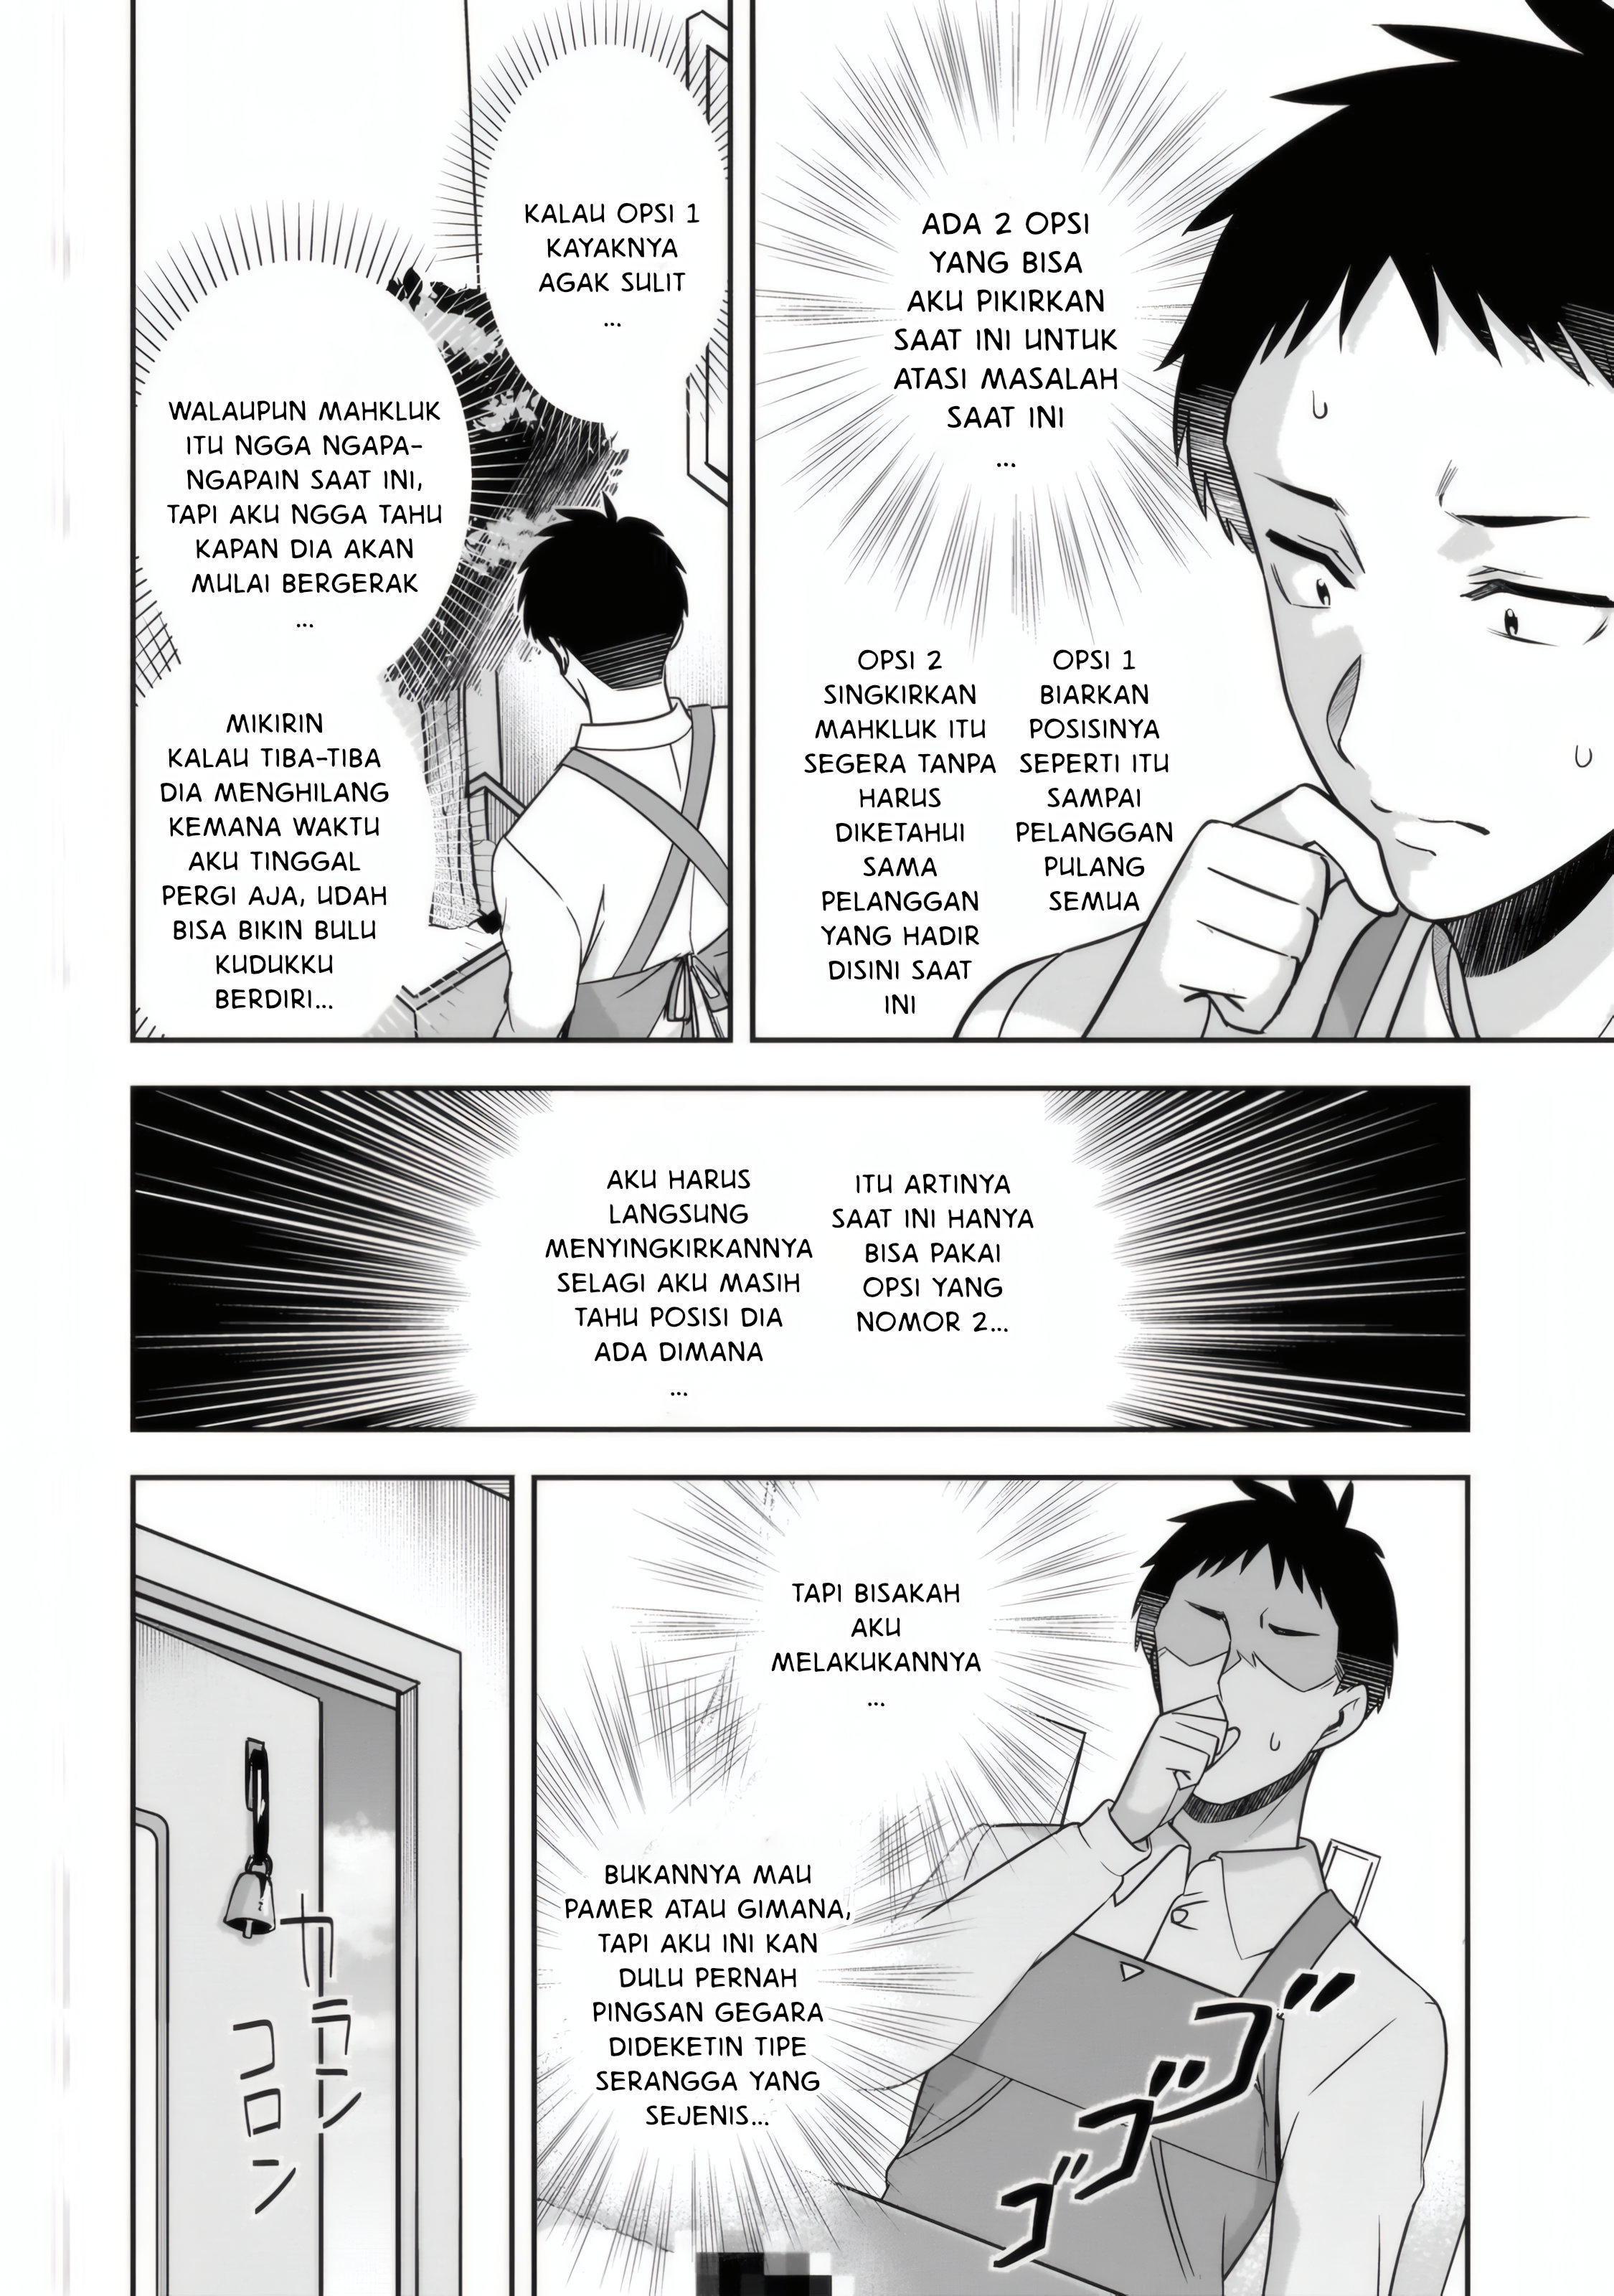 ADA 2 OPSI
YANG BISA
AKU PIKIRKAN
SAAT INI UNTUK
ATASI MASALAH
SAAT INI
...
OPSI 1
BIARKAN
POSISINYA
SEPERTI ITU
SAMPAI
PELANGGAN
PULANG
SEMUA
OPSI 2
SINGKIRKAN
MAHKLUK ITU
SEGERA TANPA
HARUS
DIKETAHUI
SAMA
PELANGGAN
YANG HADIR
DISINI SAAT
INI
KALAU OPSI 1
KAYAKNYA
AGAK SULIT
...
WALAUPUN MAHKLUK
ITU NGGA NGAPA-
NGAPAIN SAAT INI,
TAPI AKU NGGA TAHU
KAPAN DIA AKAN
MULAI BERGERAK
...
MIKIRIN
KALAU TIBA-TIBA
DIA MENGHILANG
KEMANA WAKTU
AKU TINGGAL
PERGI AJA, UDAH
BISA BIKIN BULU
KUDUKKU
BERDIRI...
ITU ARTINYA
SAAT INI HANYA
BISA PAKAI
OPSI YANG
NOMOR 2...
AKU HARUS
LANGSUNG
MENYINGKIRKANNYA
SELAGI AKU MASIH
TAHU POSISI DIA
ADA DIMANA
...
TAPI BISAKAH
AKU
MELAKUKANNYA
...
BUKANNYA MAU
PAMER ATAU GIMANA,
TAPI AKU INI KAN
DULU PERNAH
PINGSAN GEGARA
DIDEKETIN TIPE
SERANGGA YANG
SEJENIS...
ゴゴゴ
カラン
コロン